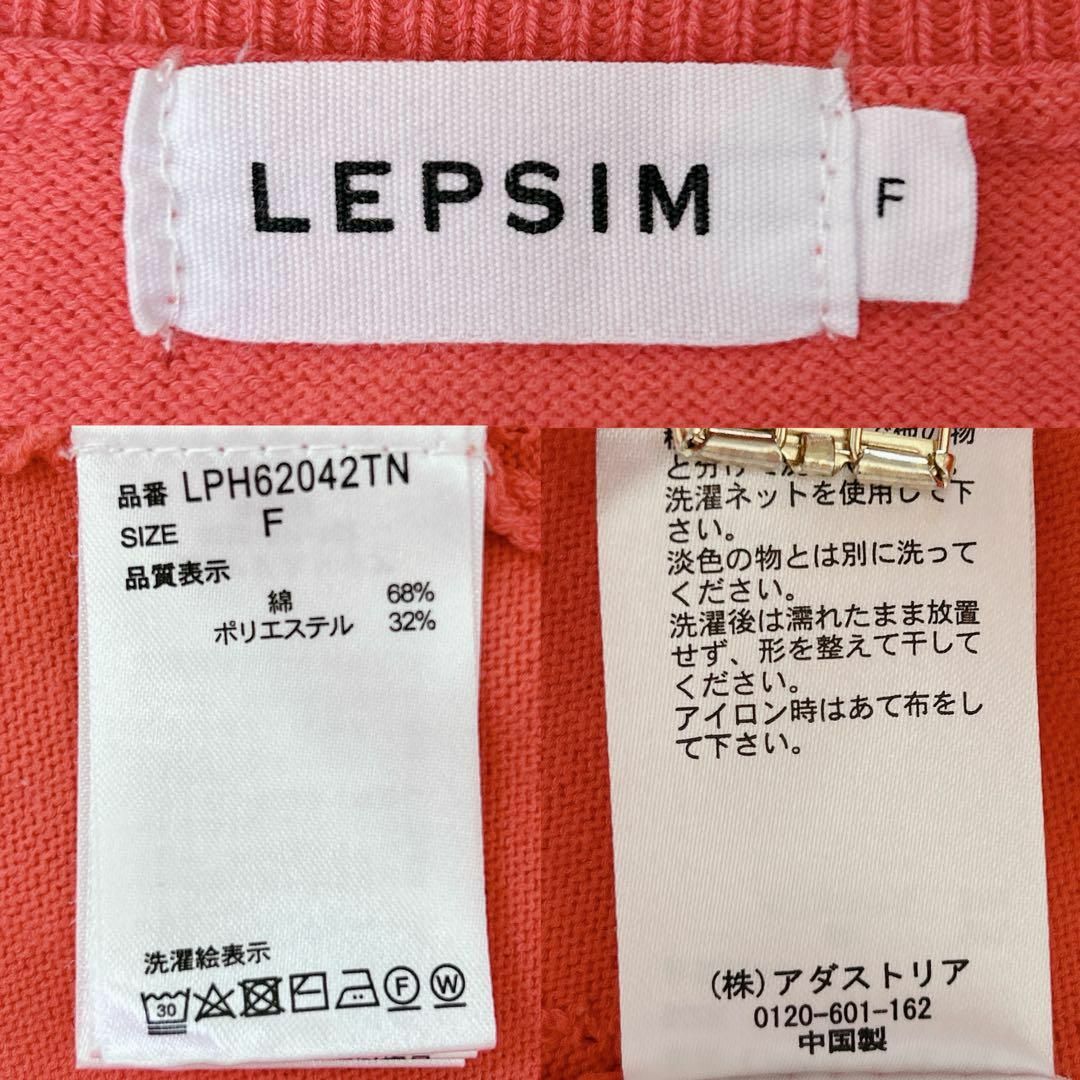 LEPSIM
F
品番 LPH62042TN
SIZE F
品質表示
綿 68%
ポリエステル 32%
洗濯絵表示
30
F W
物
と分け
洗濯ネットを使用して下
さい。
淡色の物とは別に洗って
ください。
洗濯後は濡れたまま放置
せず、形を整えて干して
ください。
アイロン時はあて布をし
て下さい。
(株)アダストリア
0120-601-162
中国製